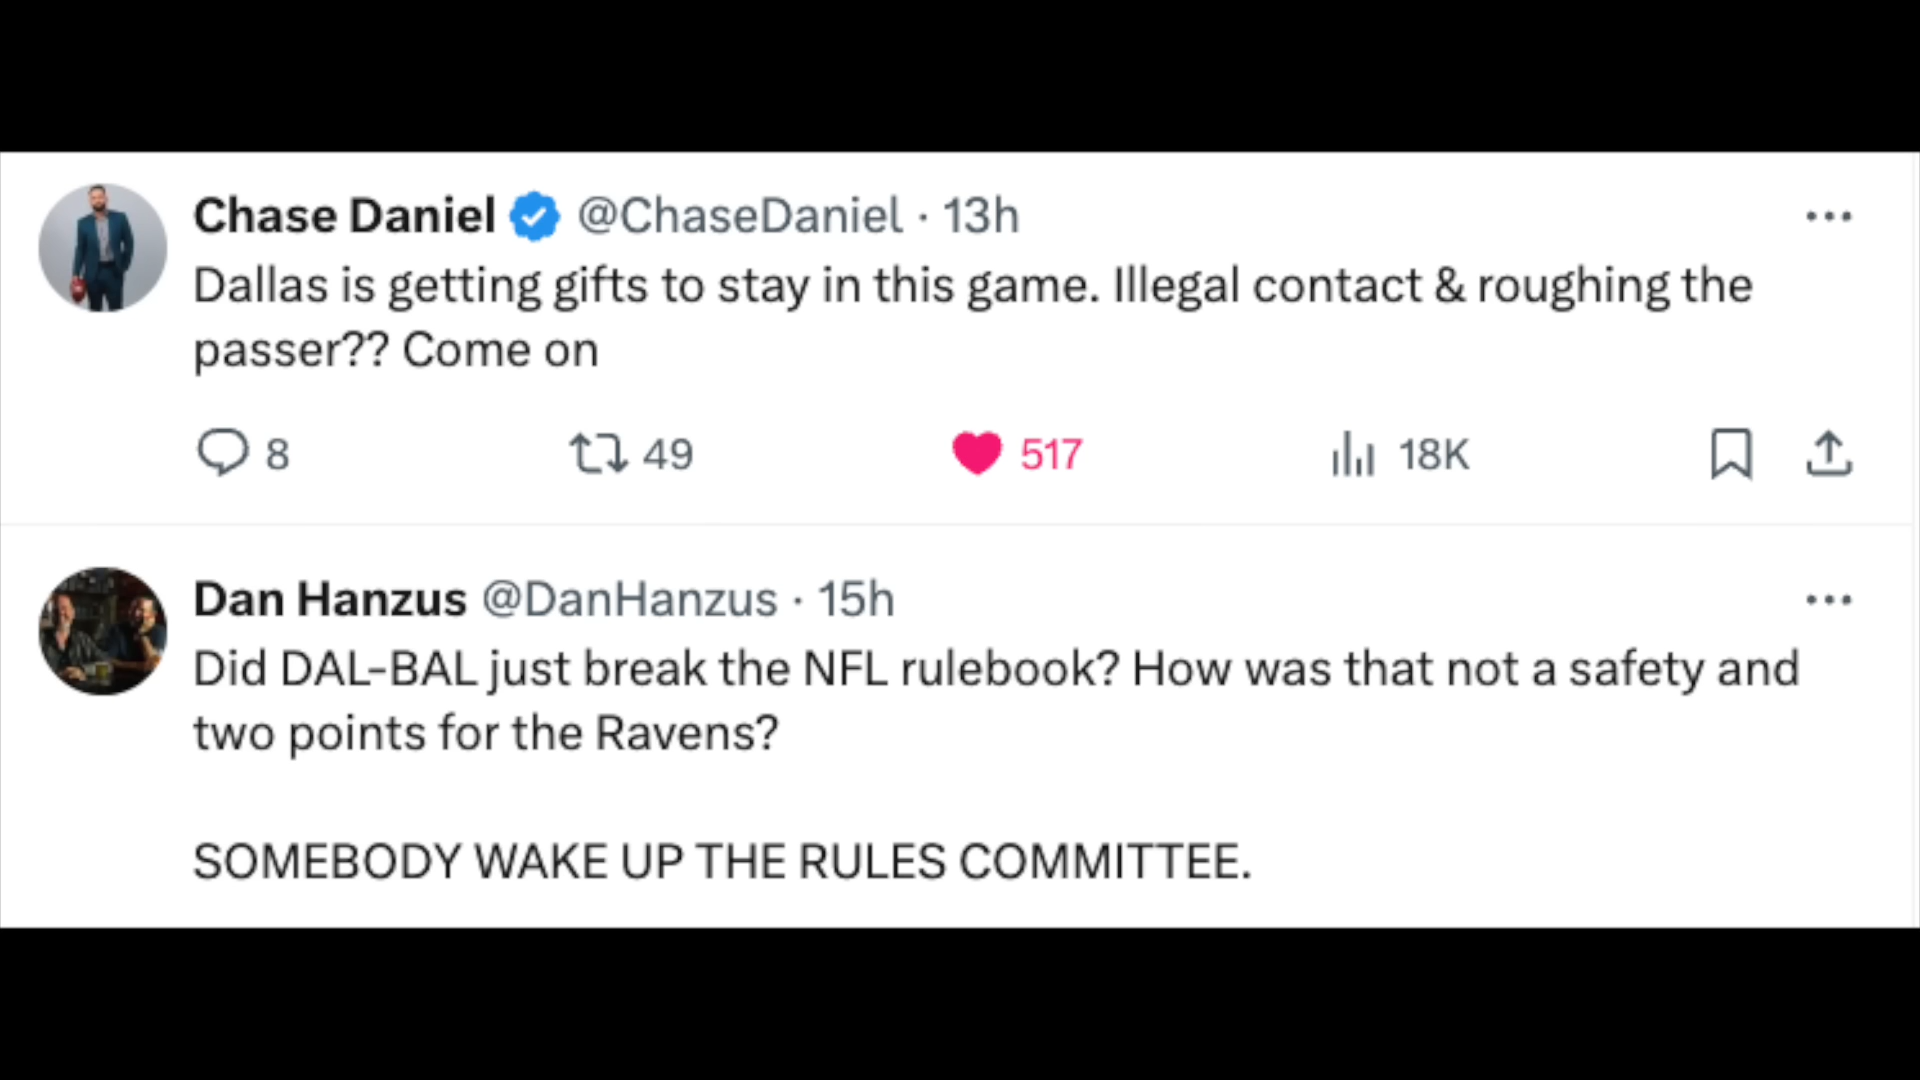 Chase Daniel @ChaseDaniel · 13h
Dallas is getting gifts to stay in this game. Illegal contact & roughing the
passer?? Come on
8 49 517 18K
Dan Hanzus @DanHanzus · 15h
Did DAL-BAL just break the NFL rulebook? How was that not a safety and
two points for the Ravens?
SOMEBODY WAKE UP THE RULES COMMITTEE.